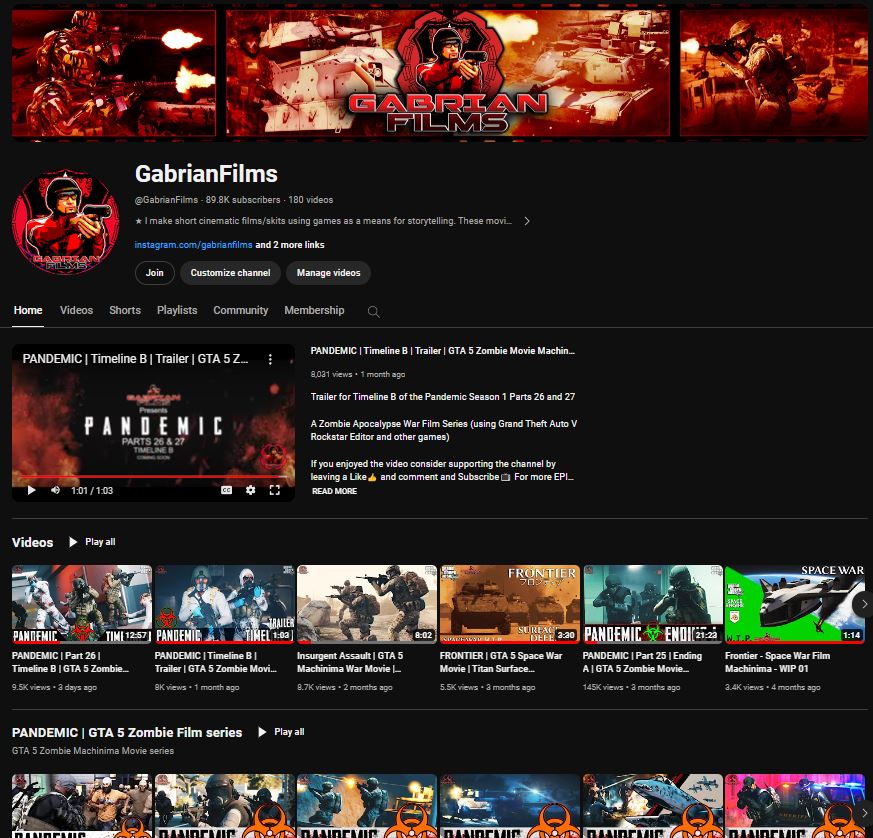 GABRIAN
FILMS
GabrianFilms
@GabrianFilms · 89.8K subscribers · 180 videos
★ I make short cinematic films/skits using games as a means for storytelling. These movi...
instagram.com/gabrianfilms and 2 more links
Join
Customize channel
Manage videos
GABRIAN
FILMS
Home
Videos
Shorts
Playlists
Community
Membership
PANDEMIC | Timeline B | Trailer | GTA 5 Z...
GABRIAN
Presents
PANDEMIC
PARTS 26 & 27
TIMELINE B
COMING SOON
1:01 / 1:03
PANDEMIC | Timeline B | Trailer | GTA 5 Zombie Movie Machin...
8,031 views • 1 month ago
Trailer for Timeline B of the Pandemic Season 1 Parts 26 and 27
A Zombie Apocalypse War Film Series (using Grand Theft Auto V
Rockstar Editor and other games)
If you enjoyed the video consider supporting the channel by
leaving a Like👍 and comment and Subscribe📺 For more EPI...
READ MORE
Videos
Play all
PANDEMIC
12:57
PANDEMIC
TRAILER
1:03
8:02
FRONTIER
フロンティア
3:30
PANDEMIC
21:23
SPACE WAR
W.I.P
1:14
PANDEMIC | Part 26 |
Timeline B | GTA 5 Zombie...
9.5K views • 3 days ago
PANDEMIC | Timeline B |
Trailer | GTA 5 Zombie Movi...
8K views • 1 month ago
Insurgent Assault | GTA 5
Machinima War Movie |...
8.7K views • 2 months ago
FRONTIER | GTA 5 Space War
Movie | Titan Surface...
5.5K views • 3 months ago
PANDEMIC | Part 25 | Ending
A | GTA 5 Zombie Movie...
145K views • 3 months ago
Frontier - Space War Film
Machinima - WIP 01
3.4K views • 4 months ago
PANDEMIC | GTA 5 Zombie Film series
Play all
GTA 5 Zombie Machinima Movie series
SHERIFF
PANDEMIC
PANDEMIC
PANDEMIC
PANDEMIC
PANDEMIC
PANDEMIC